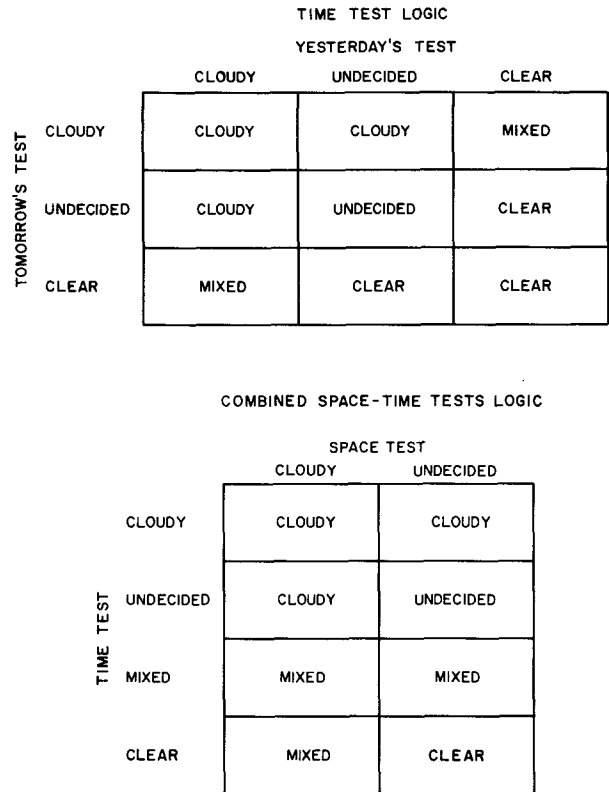 TIME TEST LOGIC
YESTERDAY'S TEST
CLOUDY UNDECIDED CLEAR
TOMORROW'S TEST
CLOUDY CLOUDY CLOUDY MIXED
UNDECIDED CLOUDY UNDECIDED CLEAR
CLEAR MIXED CLEAR CLEAR
COMBINED SPACE-TIME TESTS LOGIC
SPACE TEST
CLOUDY UNDECIDED
TIME TEST
CLOUDY CLOUDY CLOUDY
UNDECIDED CLOUDY UNDECIDED
MIXED MIXED MIXED
CLEAR MIXED CLEAR